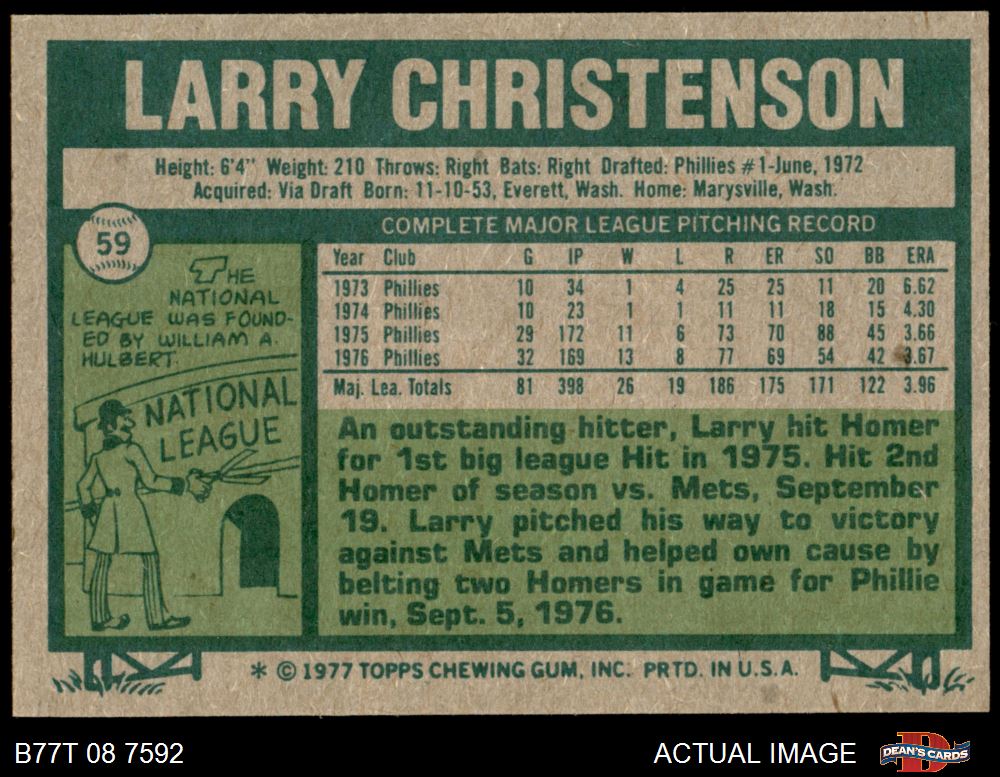 LARRY CHRISTENSON
Height: 6'4" Weight: 210 Throws: Right Bats: Right Drafted: Phillies #1-June, 1972
Acquired: Via Draft Born: 11-10-53, Everett, Wash. Home: Marysville, Wash.
59
THE
NATIONAL
LEAGUE WAS FOUND-
ED BY WILLIAM A.
HULBERT.
NATIONAL
LEAGUE
COMPLETE MAJOR LEAGUE PITCHING RECORD
Year Club G IP W L R ER SO BB ERA
1973 Phillies 10 34 1 4 25 25 11 20 6.62
1974 Phillies 10 23 1 1 11 11 18 15 4.30
1975 Phillies 29 172 11 6 73 70 88 45 3.66
1976 Phillies 32 169 13 8 77 69 54 42 3.67
Maj. Lea. Totals 81 398 26 19 186 175 171 122 3.96
An outstanding hitter, Larry hit Homer
for 1st big league Hit in 1975. Hit 2nd
Homer of season vs. Mets, September
19. Larry pitched his way to victory
against Mets and helped own cause by
belting two Homers in game for Phillie
win, Sept. 5, 1976.
* © 1977 TOPPS CHEWING GUM, INC. PRTD. IN U.S.A.
B77T 08 7592
ACTUAL IMAGE
DEAN'S CARDS